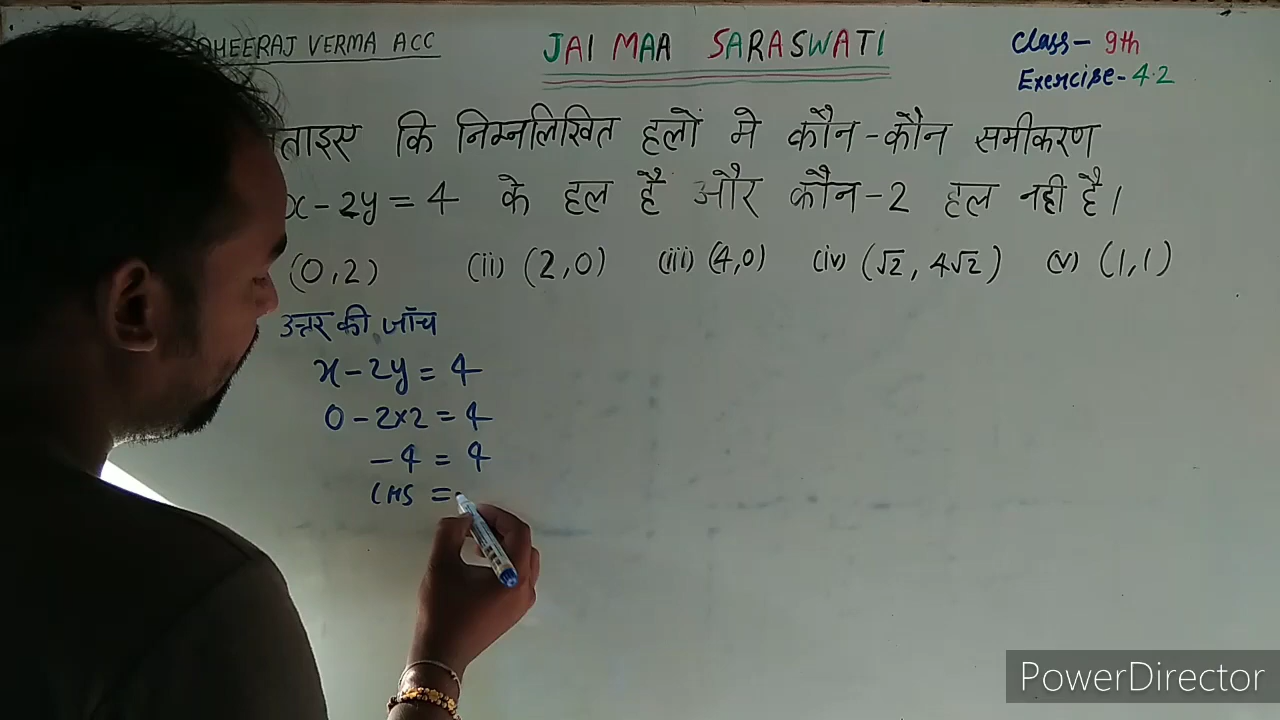 DHEERAJ VERMA ACC
JAI MAA SARASWATI
Class- 9th
Exercise- 4.2
कि निम्नलिखित हलों मे कौन-कौन समीकरण
x-2y=4 के हल हैं और कौन-2 हल नही है।
(0,2) (ii) (2,0) (iii) (4,0) (iv) (√2, 4√2) (v) (1,1)
उत्तर की जाँच
x-2y=4
0-2×2=4
-4=4
LHS =
PowerDirector